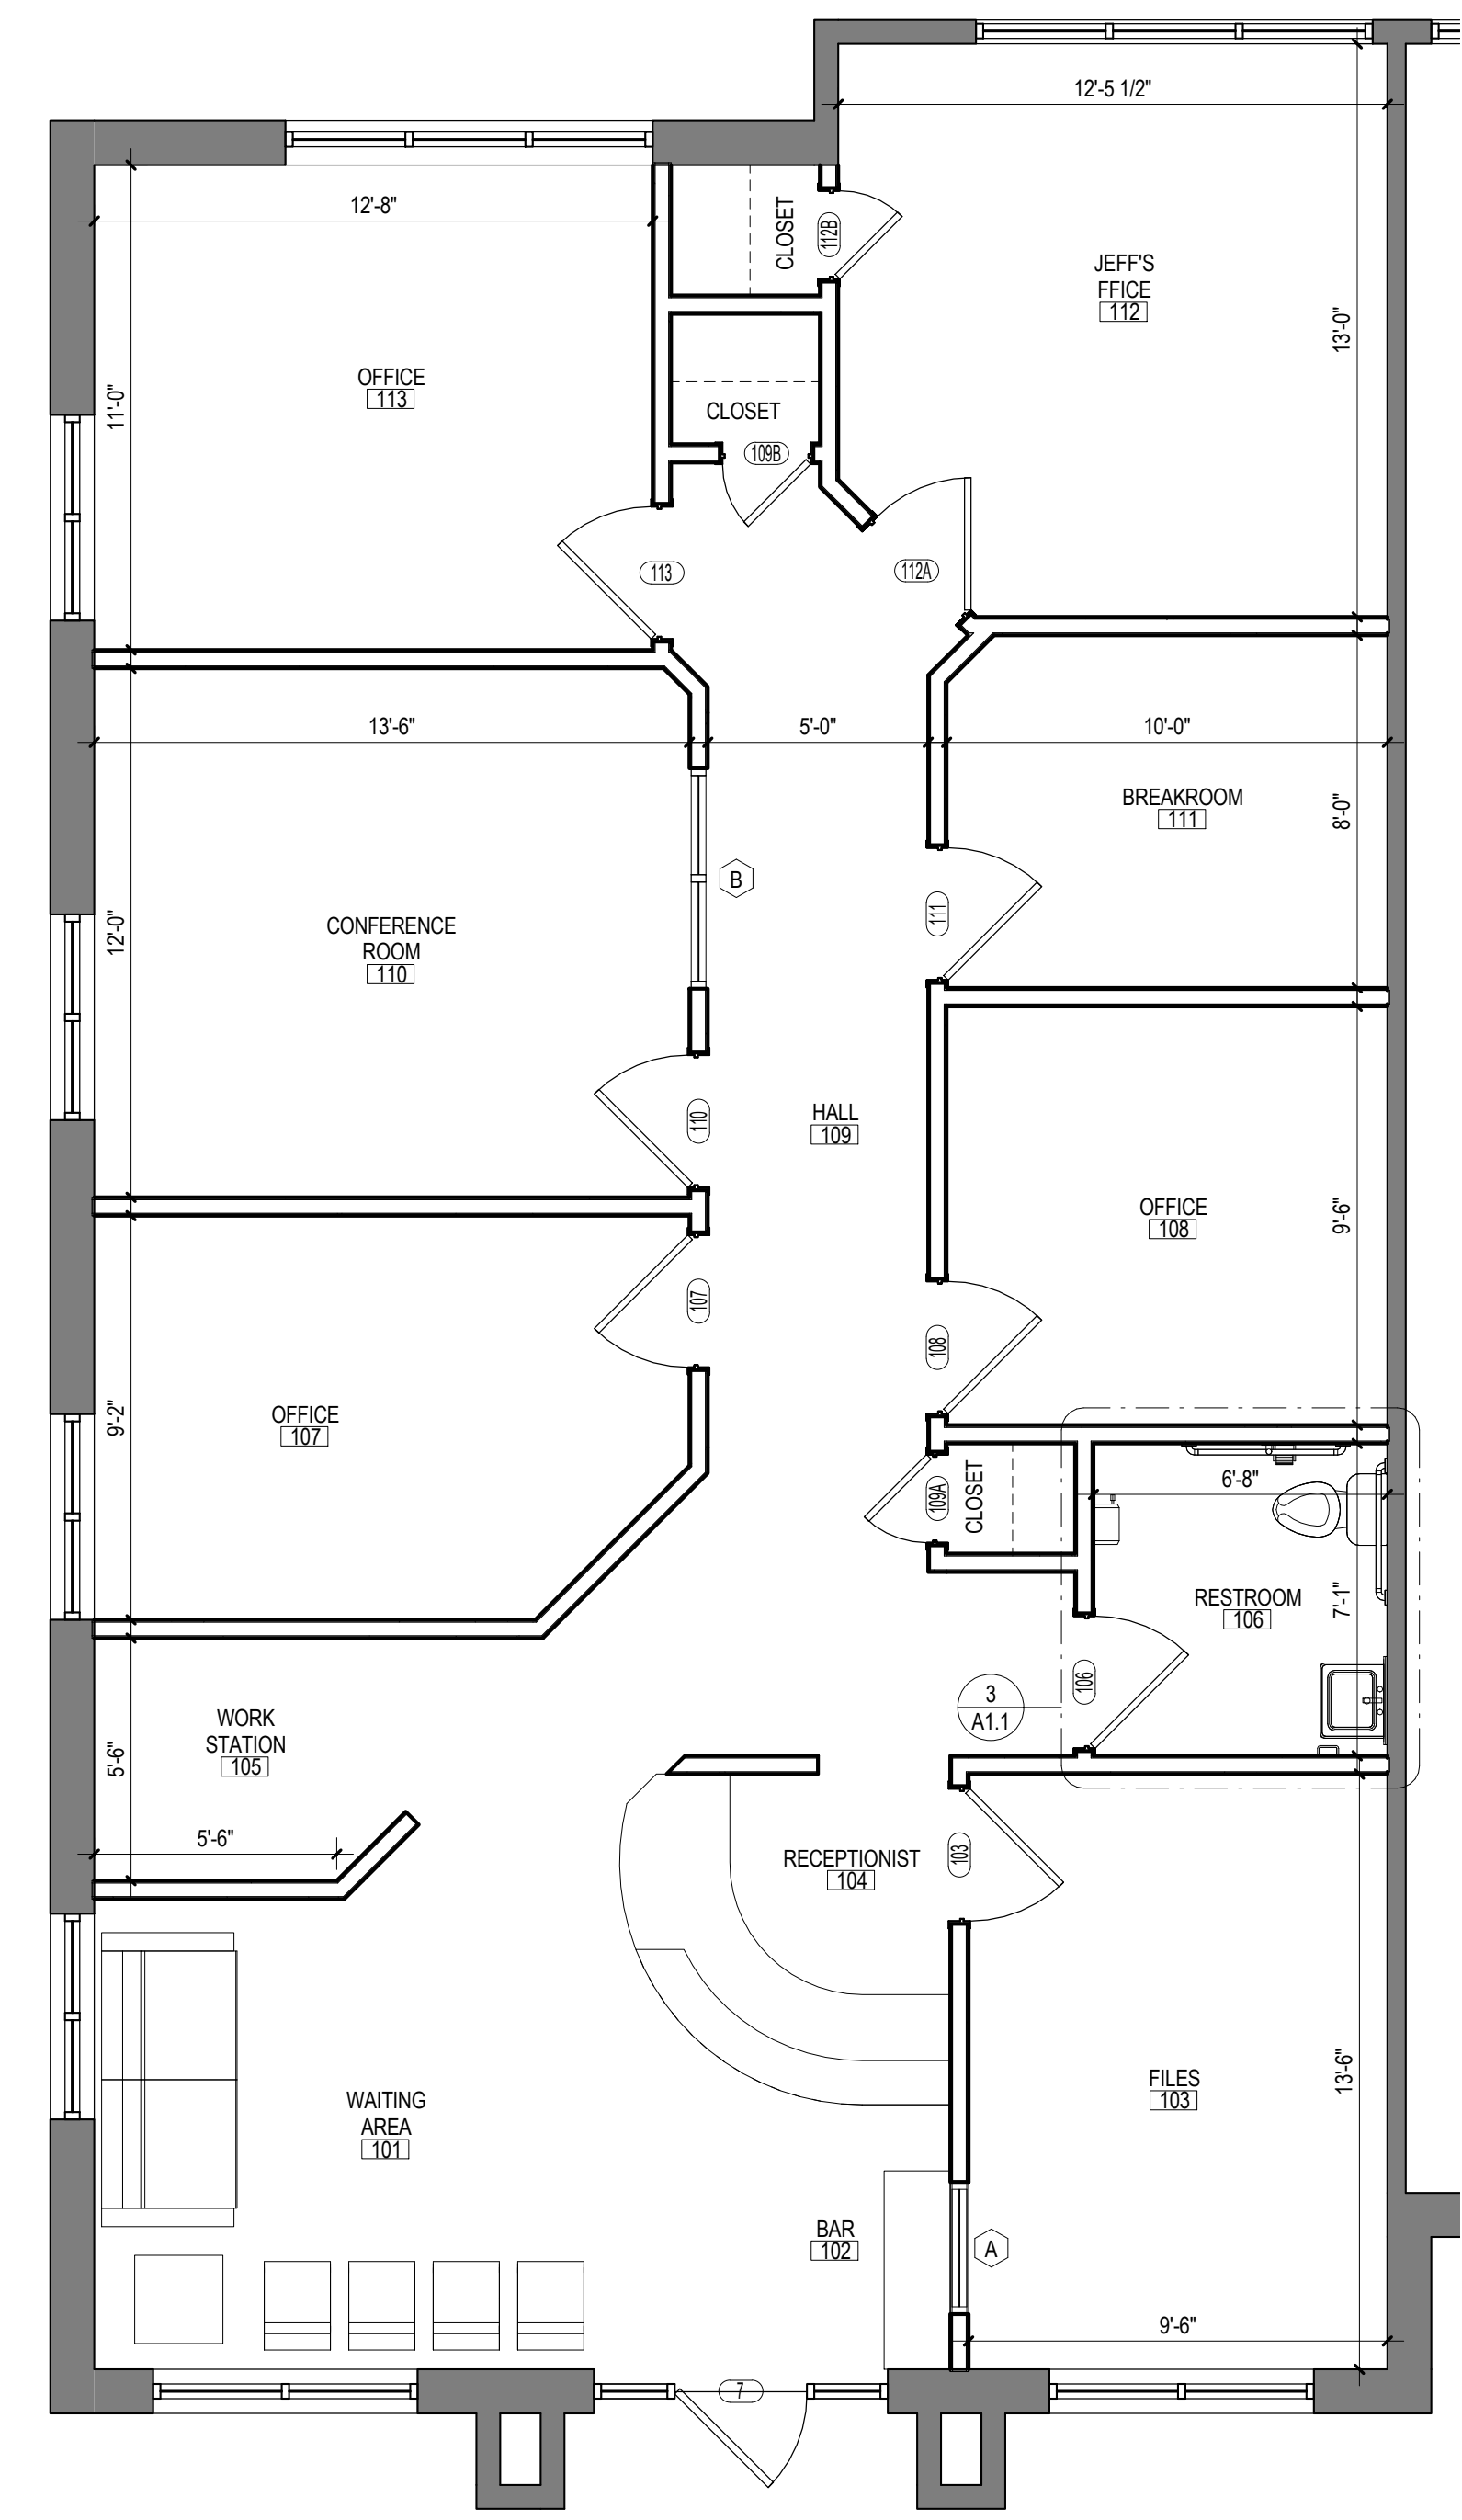 12'-5 1/2"
12'-8"
CLOSET
112B
JEFF'S
FFICE
112
13'-0"
OFFICE
113
11'-0"
CLOSET
109B
113
112A
13'-6"
5'-0"
10'-0"
BREAKROOM
111
8'-0"
B
111
CONFERENCE
ROOM
110
12'-0"
110
HALL
109
OFFICE
108
9'-6"
107
108
OFFICE
107
9'-2"
109A
CLOSET
6'-8"
RESTROOM
106
7'-1"
106
3
A1.1
WORK
STATION
105
5'-6"
5'-6"
RECEPTIONIST
104
103
WAITING
AREA
101
FILES
103
13'-6"
BAR
102
A
9'-6"
7